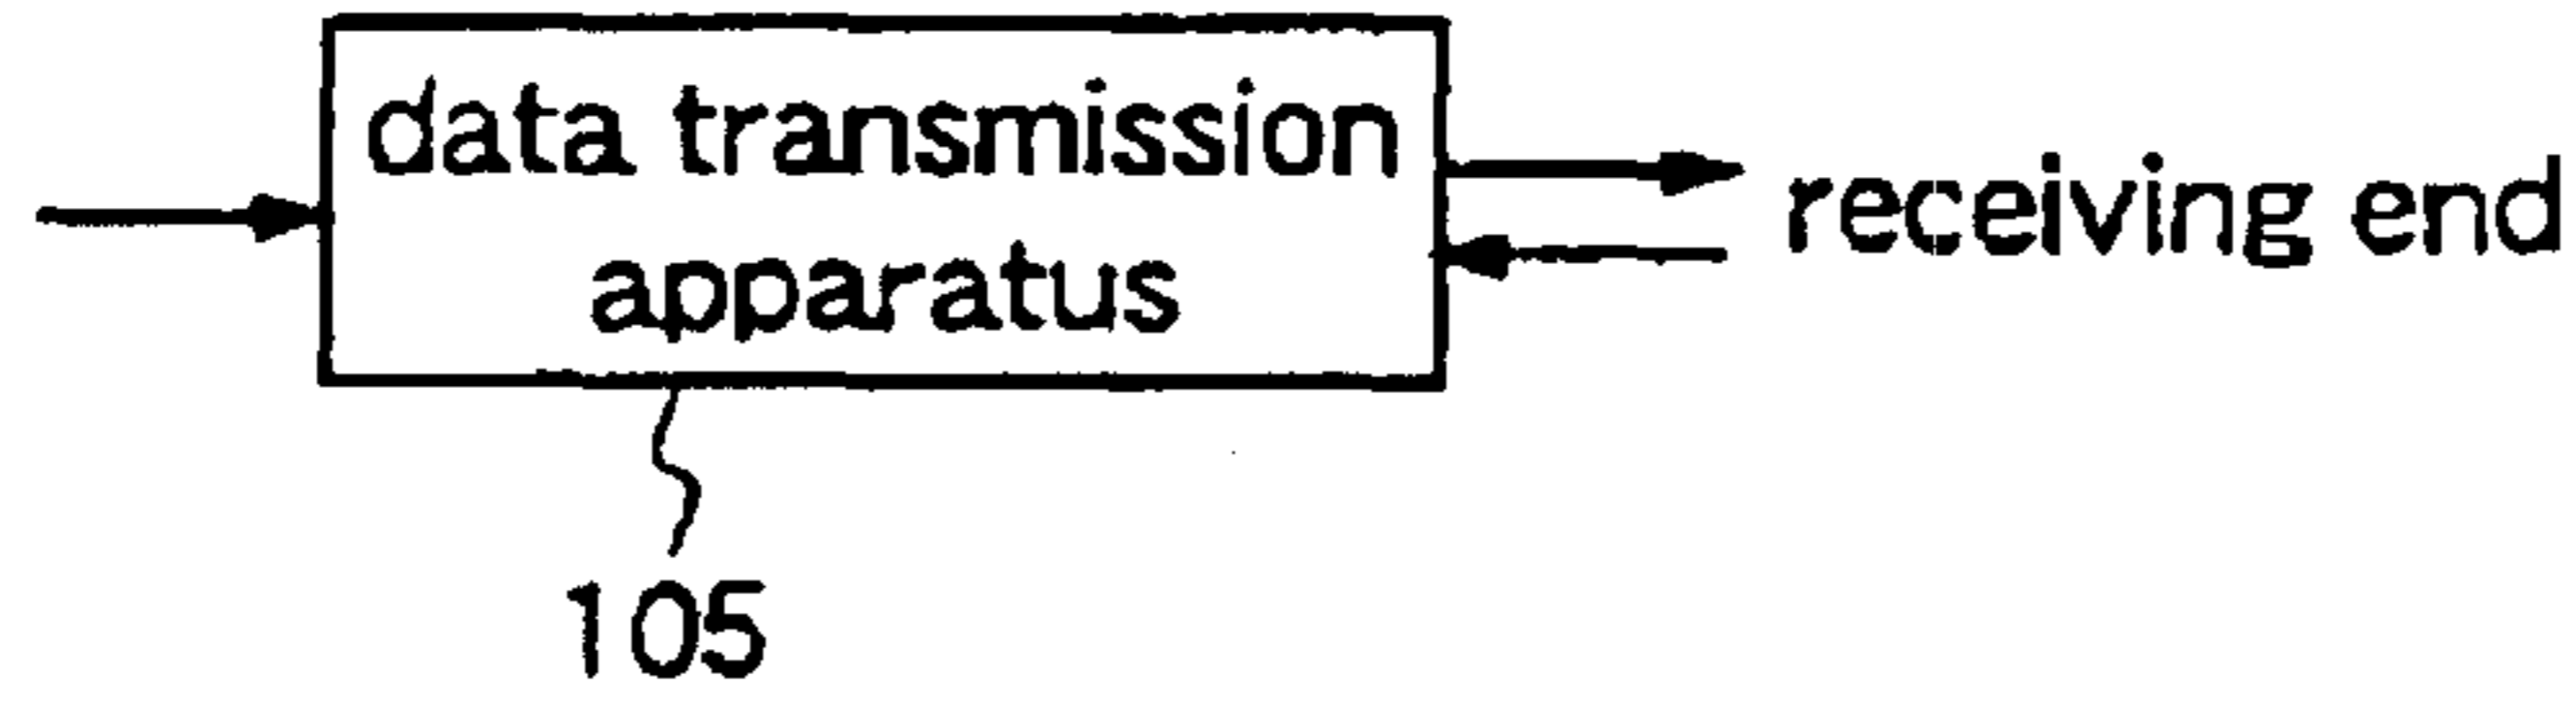 data transmission
apparatus
receiving end
105